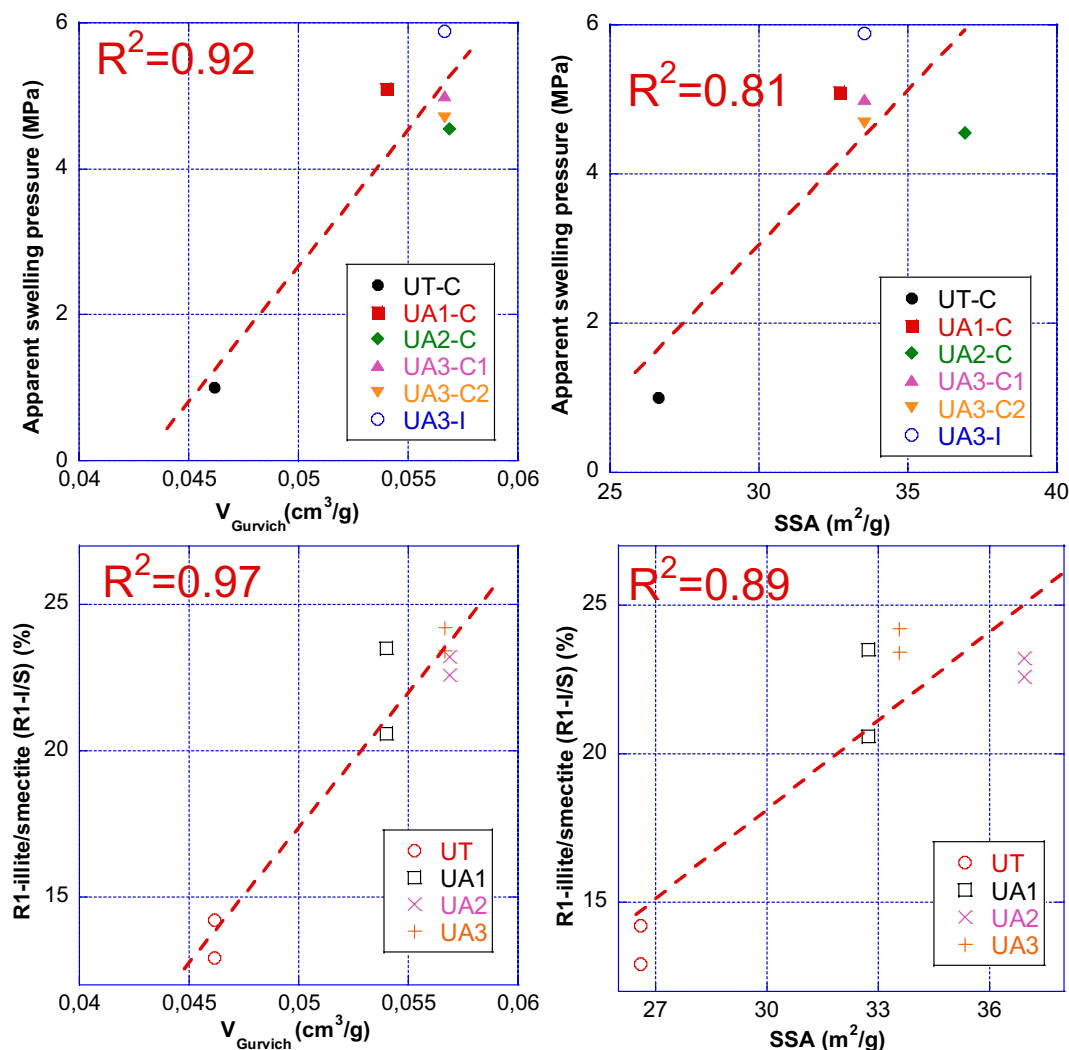 R²=0.92
Apparent swelling pressure (MPa)
6
4
2
0
UT-C
UA1-C
UA2-C
UA3-C1
UA3-C2
UA3-I
0,04
0,045
0,05
0,055
0,06
V_Gurvich (cm³/g)
R²=0.81
Apparent swelling pressure (MPa)
6
4
2
0
UT-C
UA1-C
UA2-C
UA3-C1
UA3-C2
UA3-I
25
30
35
40
SSA (m²/g)
R²=0.97
R1-illite/smectite (R1-I/S) (%)
25
20
15
UT
UA1
UA2
UA3
0,04
0,045
0,05
0,055
0,06
V_Gurvich (cm³/g)
R²=0.89
R1-illite/smectite (R1-I/S) (%)
25
20
15
UT
UA1
UA2
UA3
27
30
33
36
SSA (m²/g)